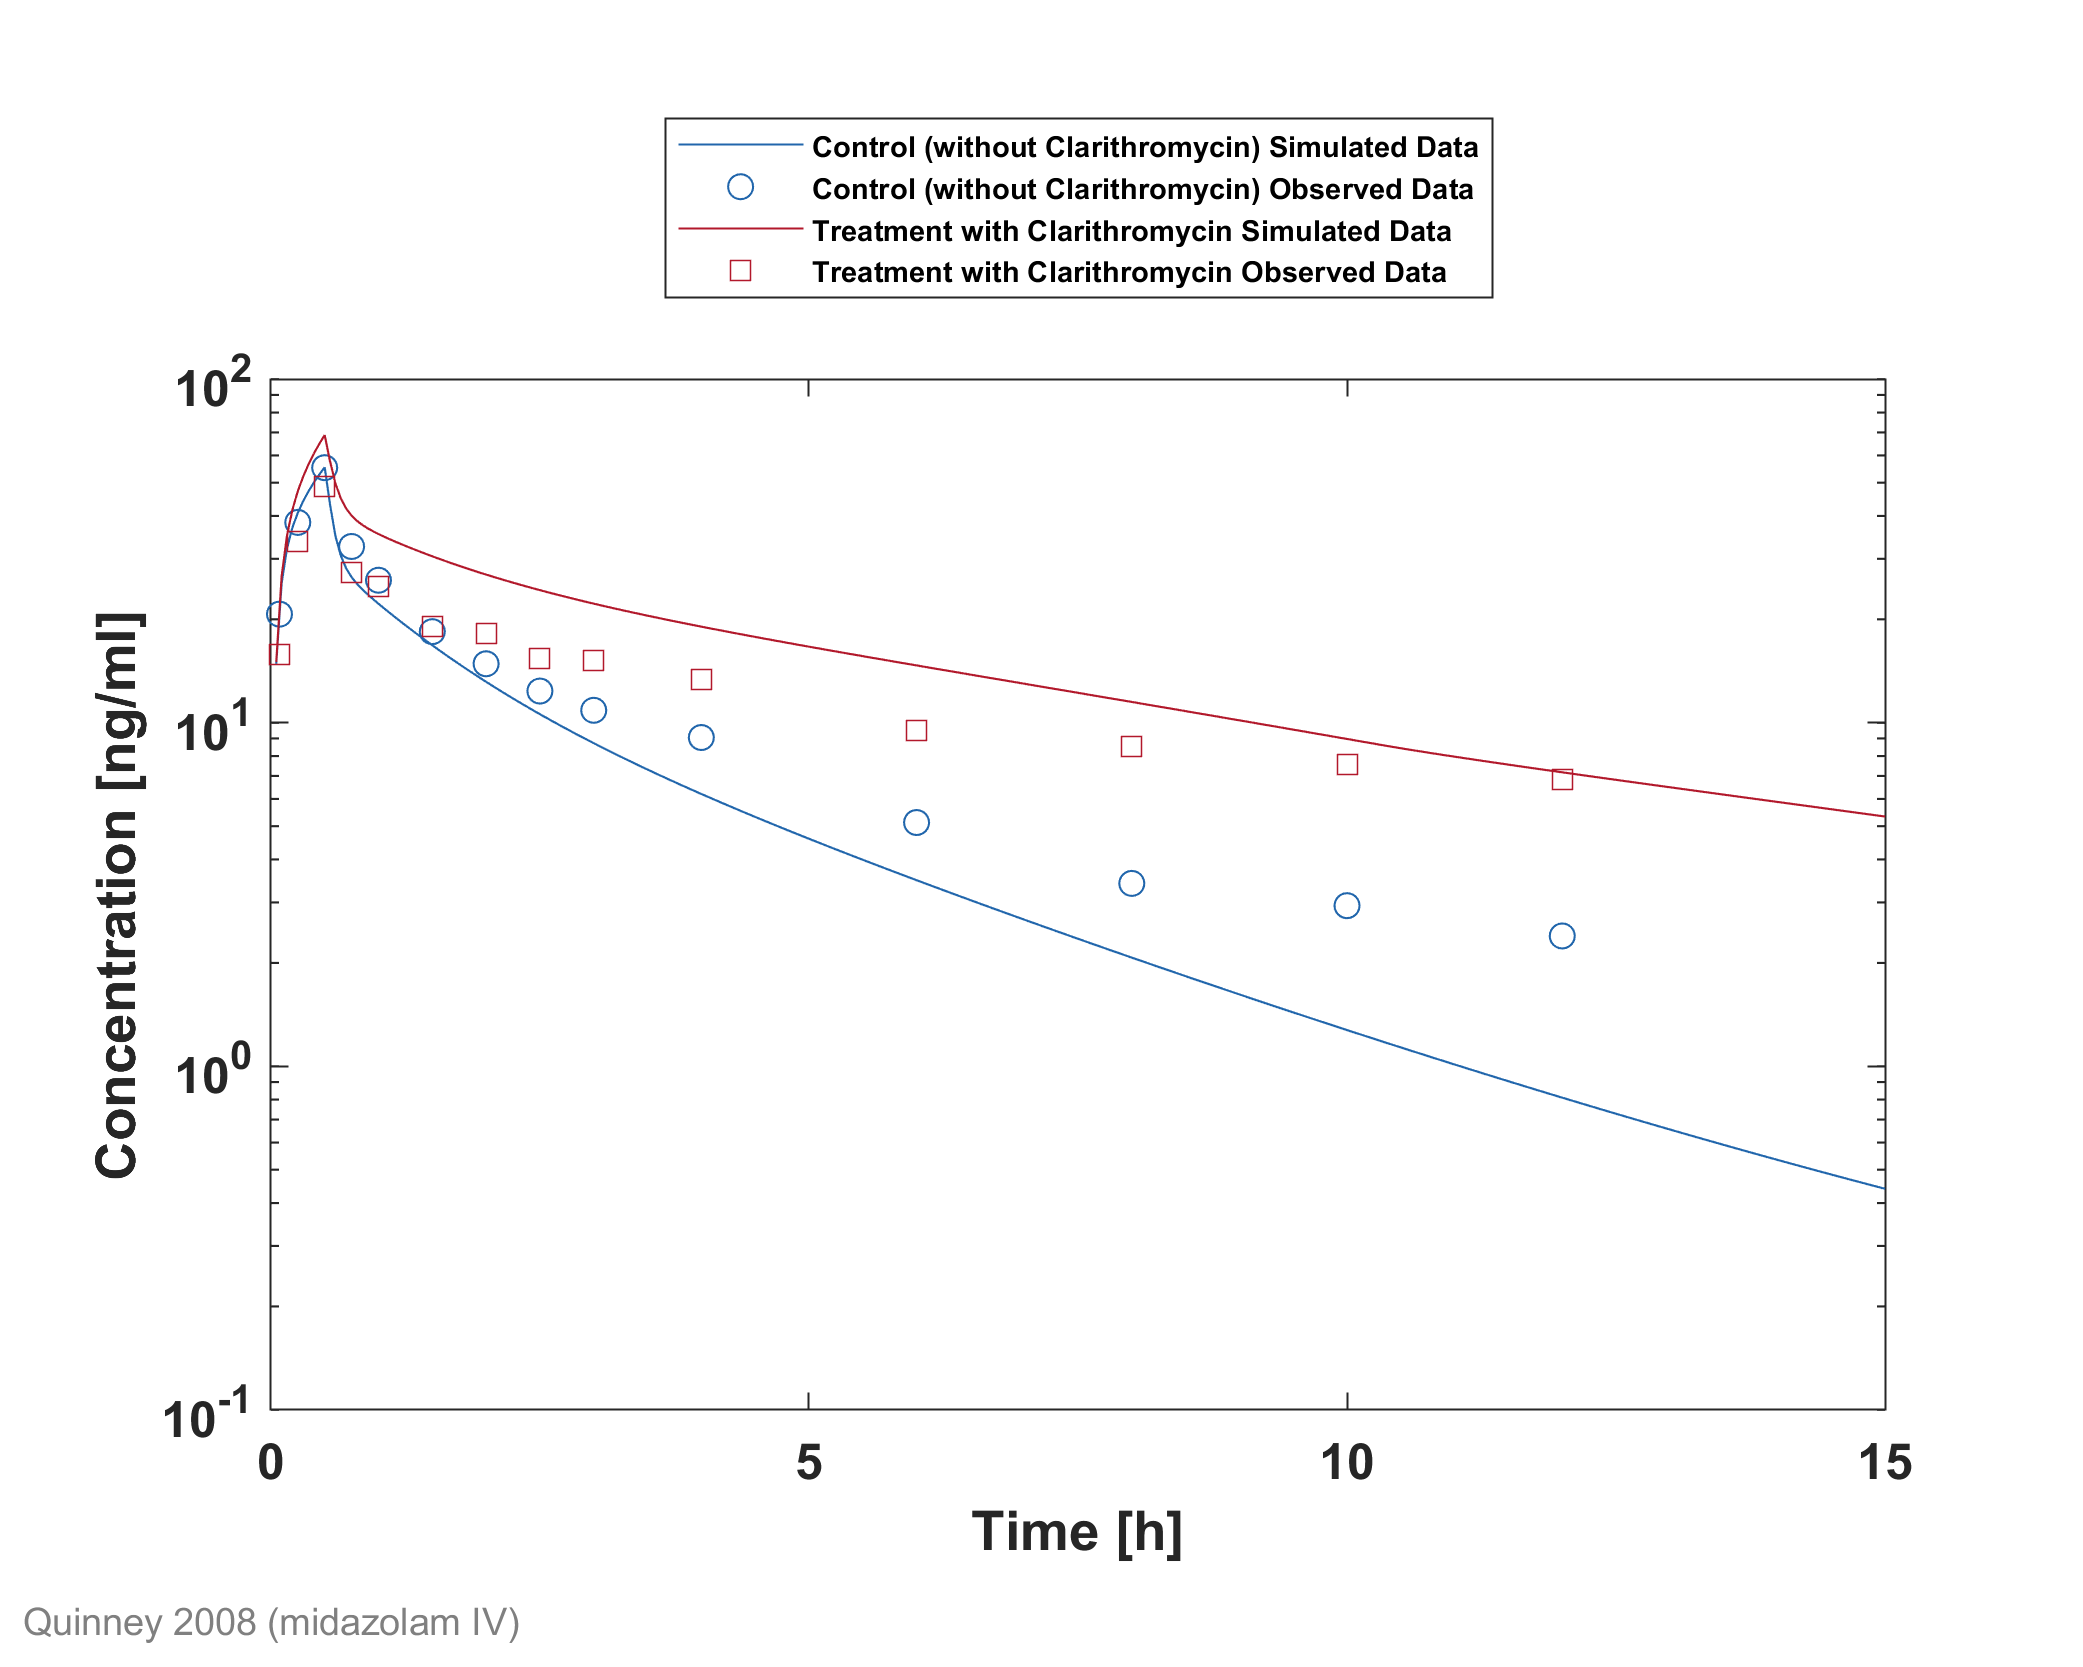 Control (without Clarithromycin) Simulated Data
Control (without Clarithromycin) Observed Data
Treatment with Clarithromycin Simulated Data
Treatment with Clarithromycin Observed Data
10^2
10^1
10^0
10^-1
Concentration [ng/ml]
0 5 10 15
Time [h]
Quinney 2008 (midazolam IV)